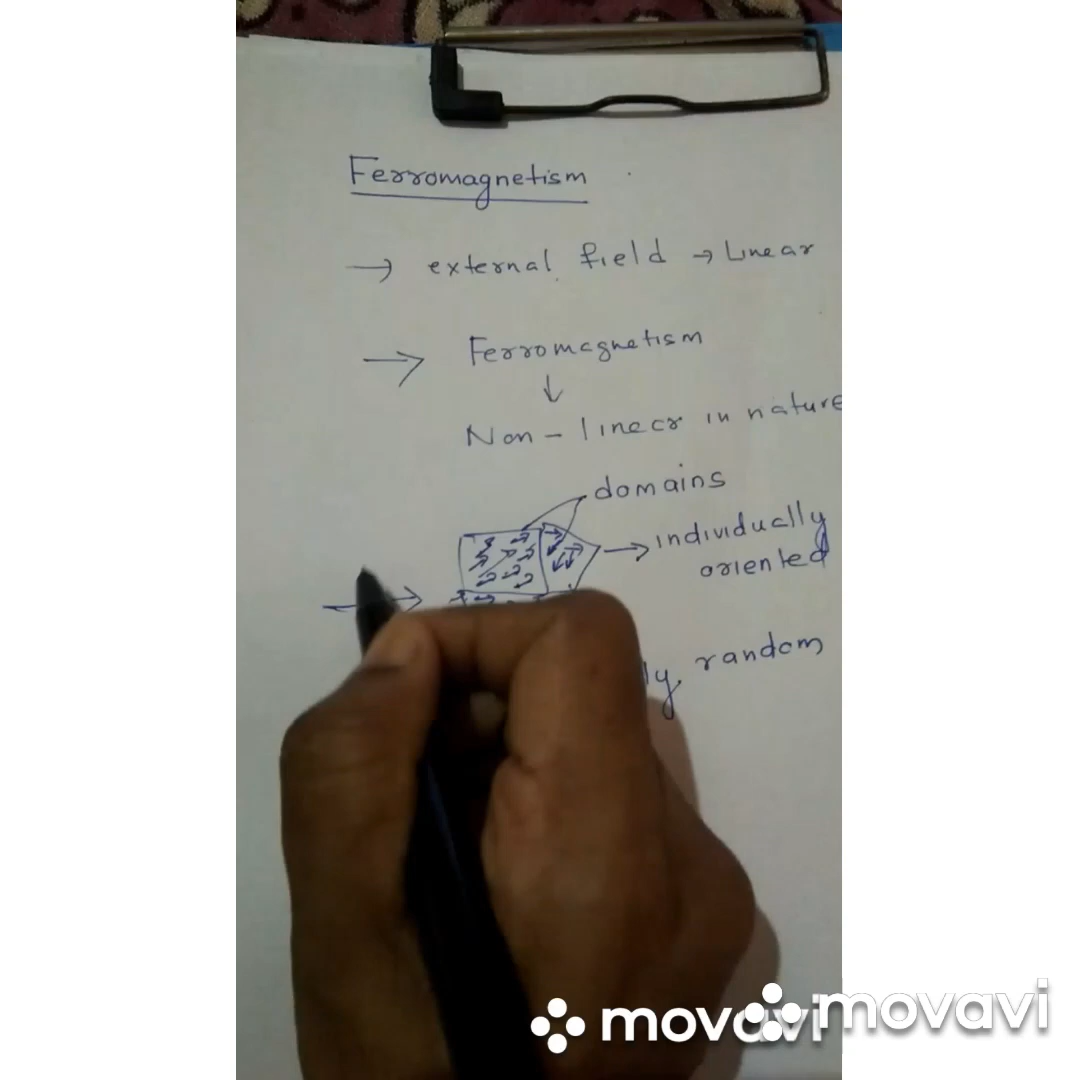 Ferromagnetism
→ external field → Linear
→ Ferromagnetism
↓
Non-linear in nature
domains
→ individually
oriented
random
movavi
movavi